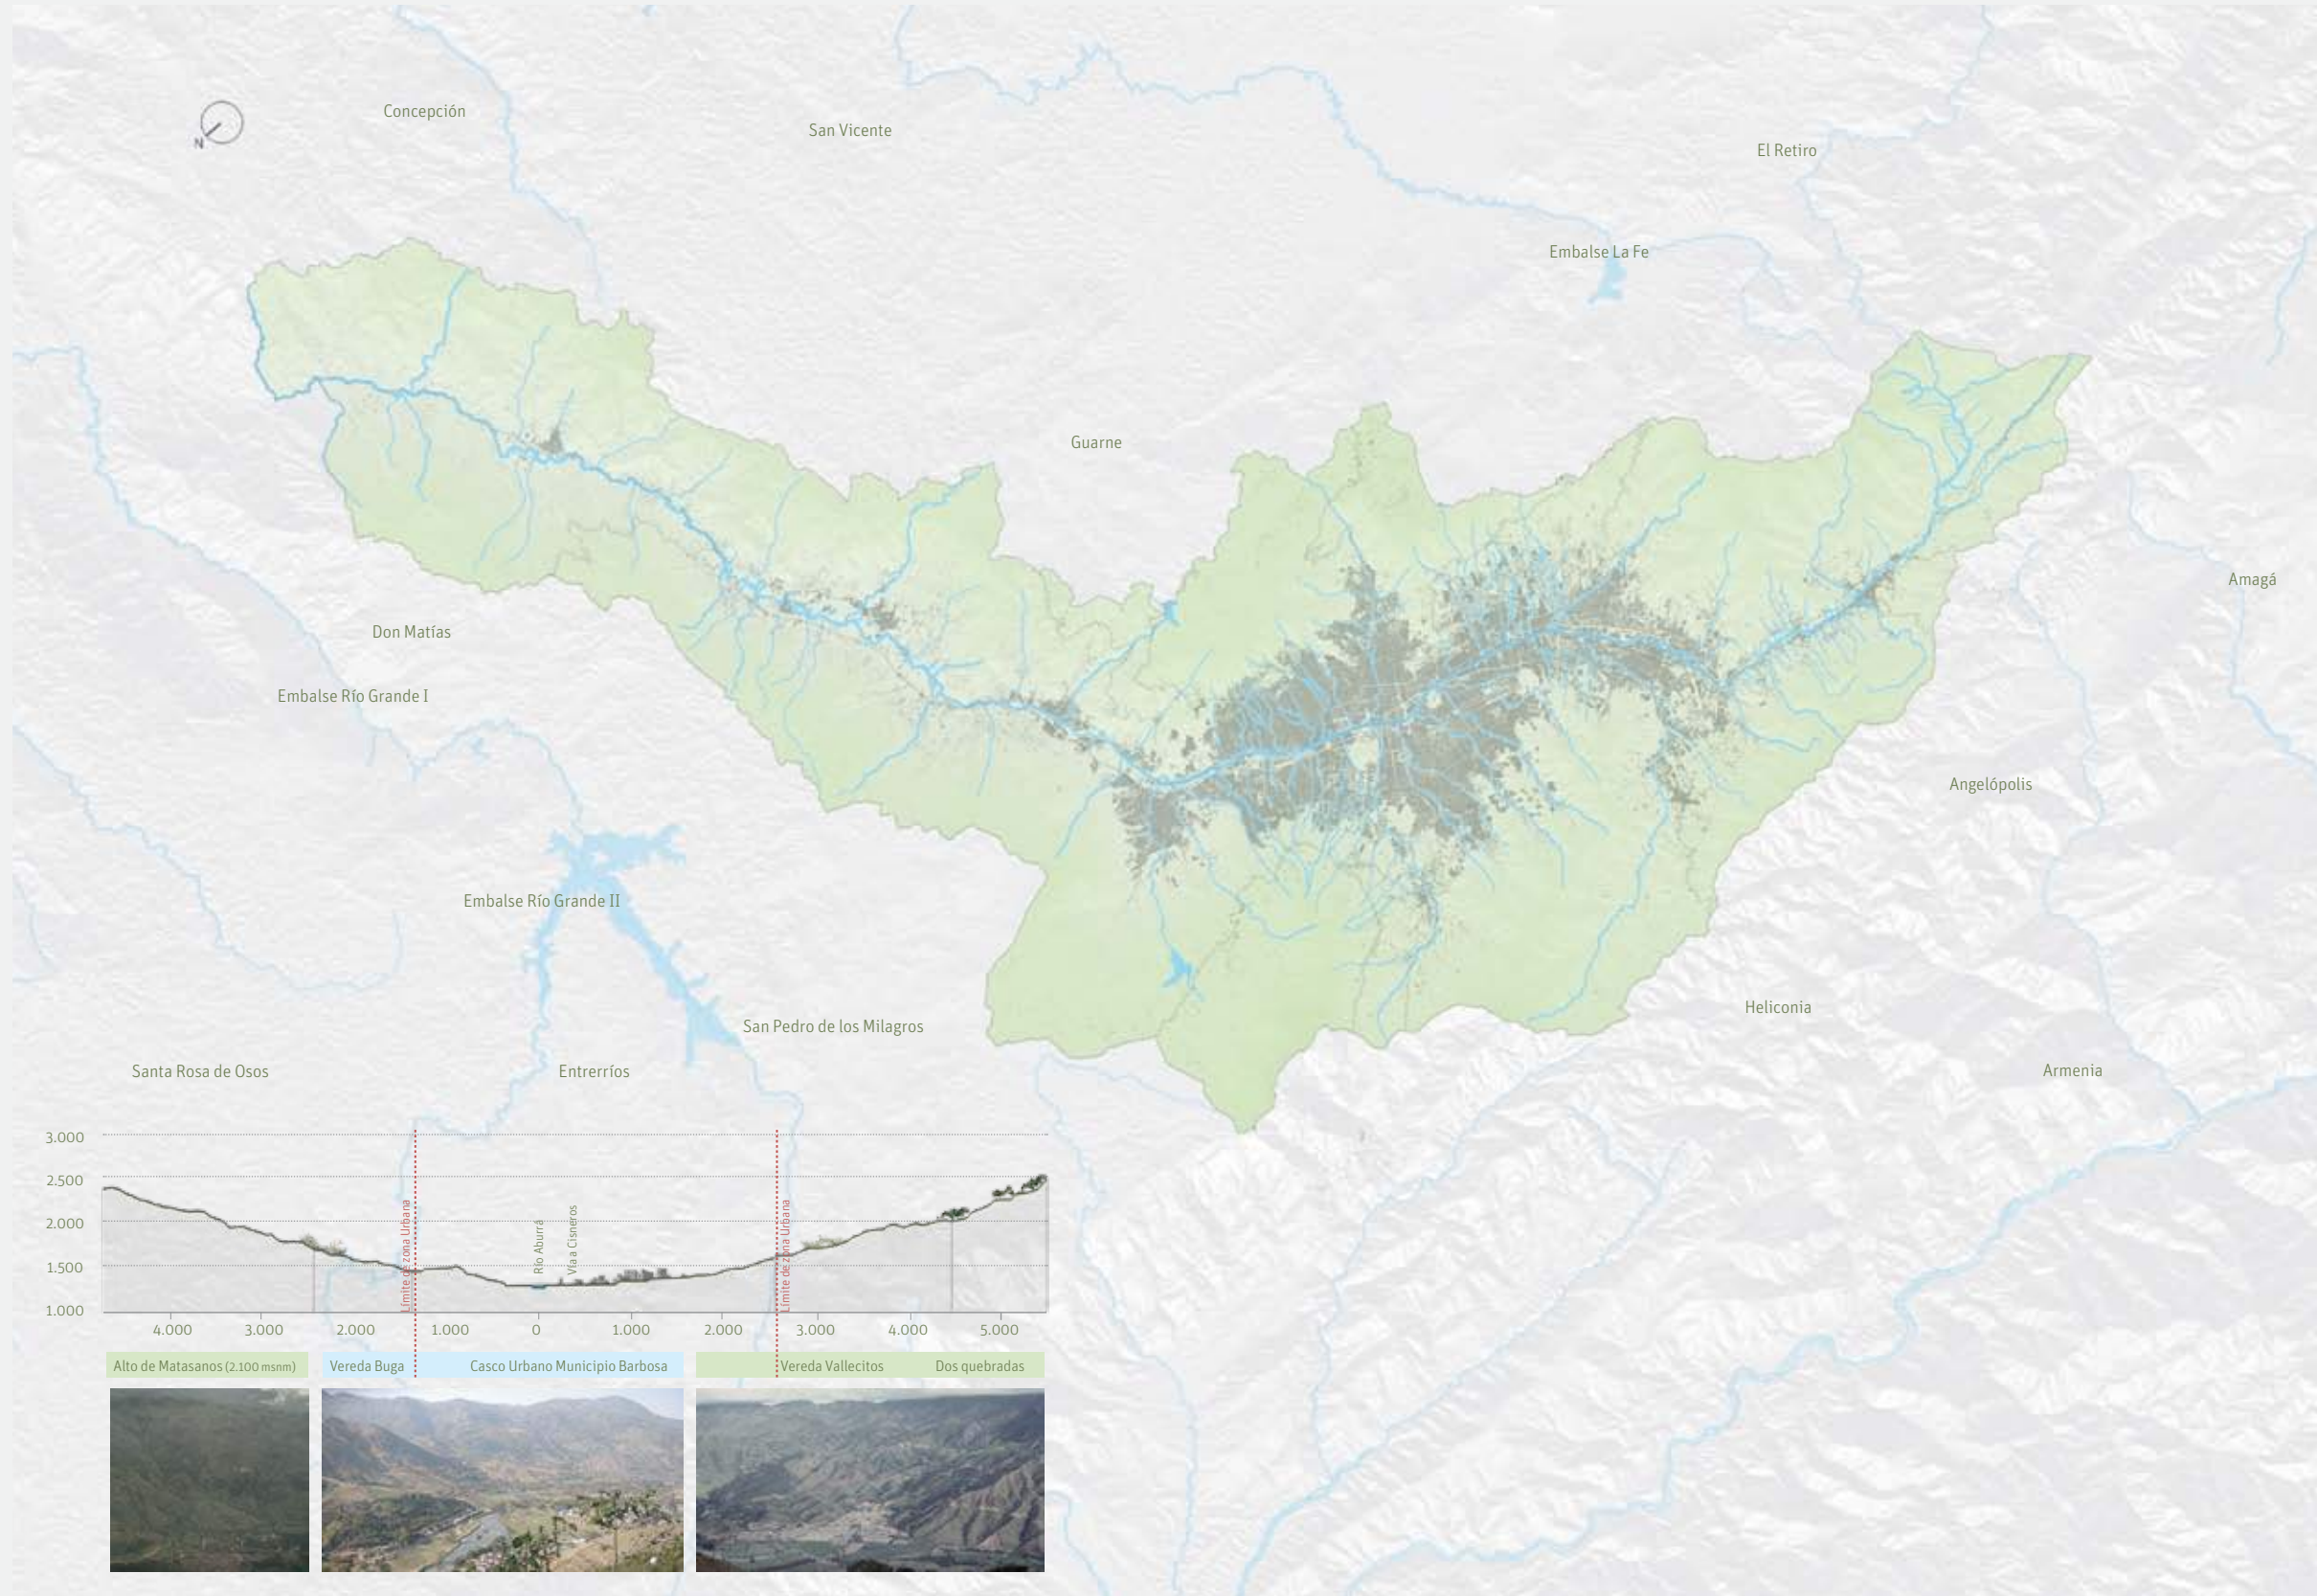 Concepción
San Vicente
N
El Retiro
Embalse La Fe
Guarne
Amagá
Don Matías
Embalse Río Grande I
Angelópolis
Embalse Río Grande II
Heliconia
San Pedro de los Milagros
Santa Rosa de Osos
Entrerríos
Armenia
3.000
2.500
2.000
1.500
1.000
Límite de zona Urbana
Río Aburrá
Vía a Cisneros
Límite de zona Urbana
4.000 3.000 2.000 1.000 0 1.000 2.000 3.000 4.000 5.000
Alto de Matasanos (2.100 msnm) Vereda Buga Casco Urbano Municipio Barbosa Vereda Vallecitos Dos quebradas